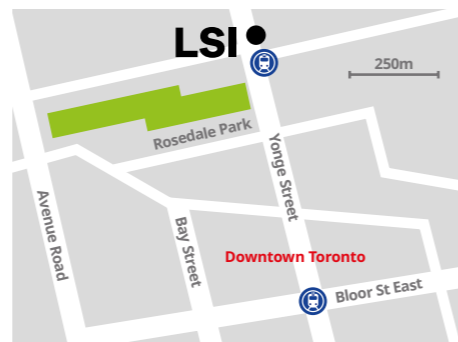 LSI
250m
Rosedale Park
Yonge Street
Avenue Road
Bay Street
Downtown Toronto
Bloor St East